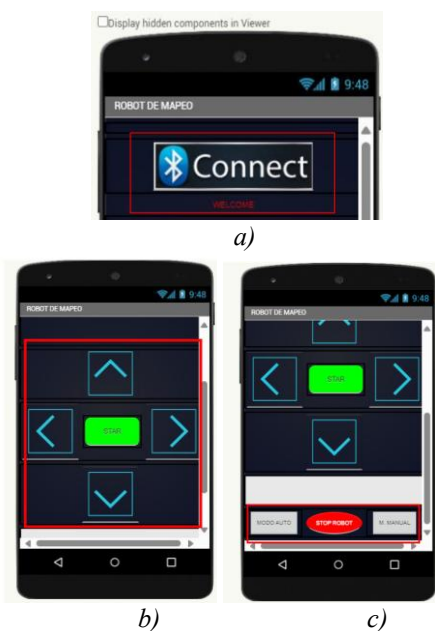 Display hidden components in Viewer
9:48
ROBOT DE MAPEO
Connect
WELCOME
a)
9:48
ROBOT DE MAPEO
STAR
b)
9:48
ROBOT DE MAPEO
STAR
MODO AUTO STOP ROBOT M. MANUAL
c)